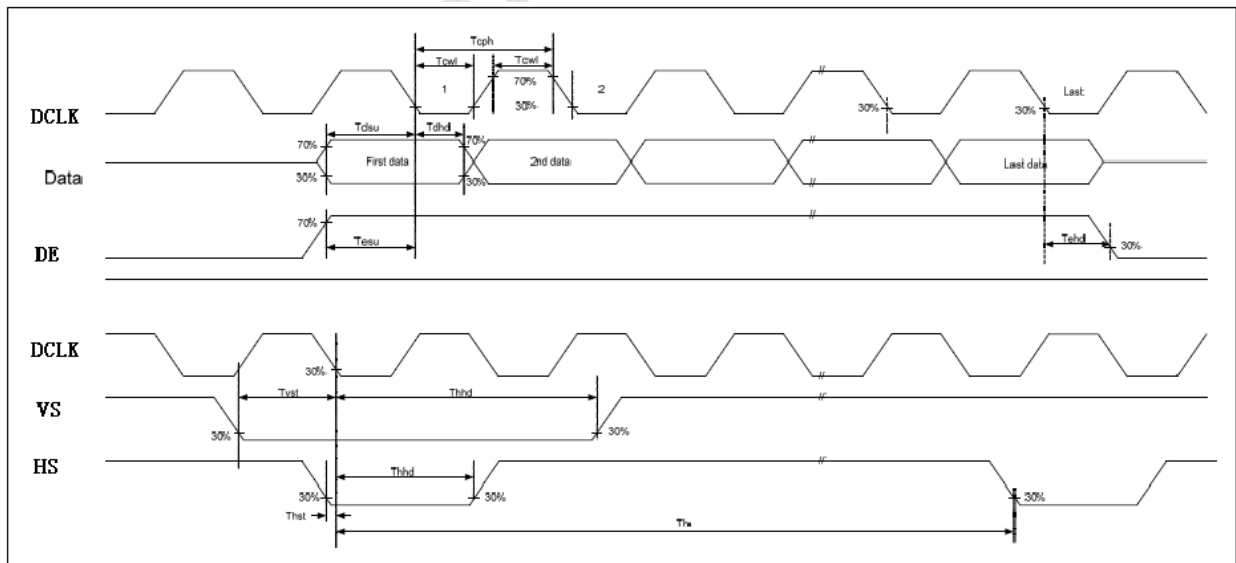 Tcph
Tcwl Tcwl
1 70% 2 Last
30% 30% 30%
DCLK
Tdsu Tdhd
70% 70%
First data 2nd data Last data
Data 30% 30%
70%
Tesu Tehd
DE 30%
DCLK
30%
Tvst Thhd
VS
30% 30%
HS
Thhd
30% 30% 30%
Thst